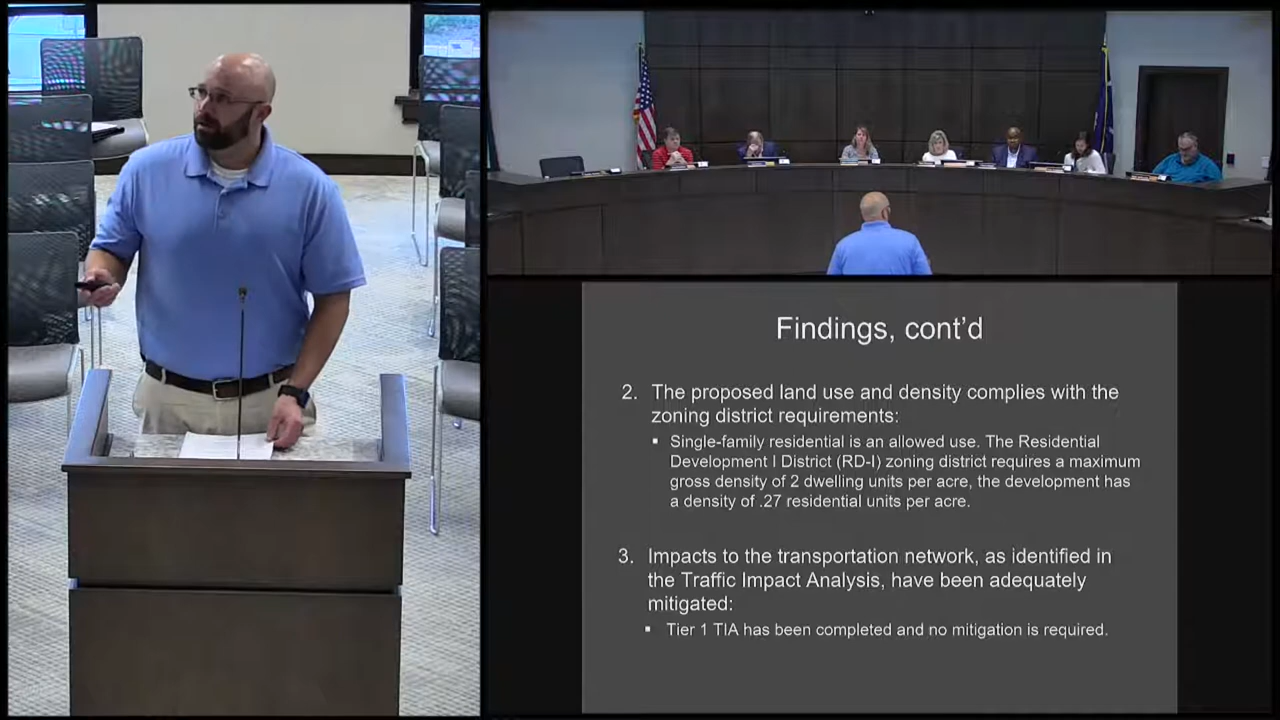 Findings, cont’d
2. The proposed land use and density complies with the
zoning district requirements:
▪ Single-family residential is an allowed use. The Residential
Development I District (RD-I) zoning district requires a maximum
gross density of 2 dwelling units per acre, the development has
a density of .27 residential units per acre.
3. Impacts to the transportation network, as identified in
the Traffic Impact Analysis, have been adequately
mitigated:
▪ Tier 1 TIA has been completed and no mitigation is required.